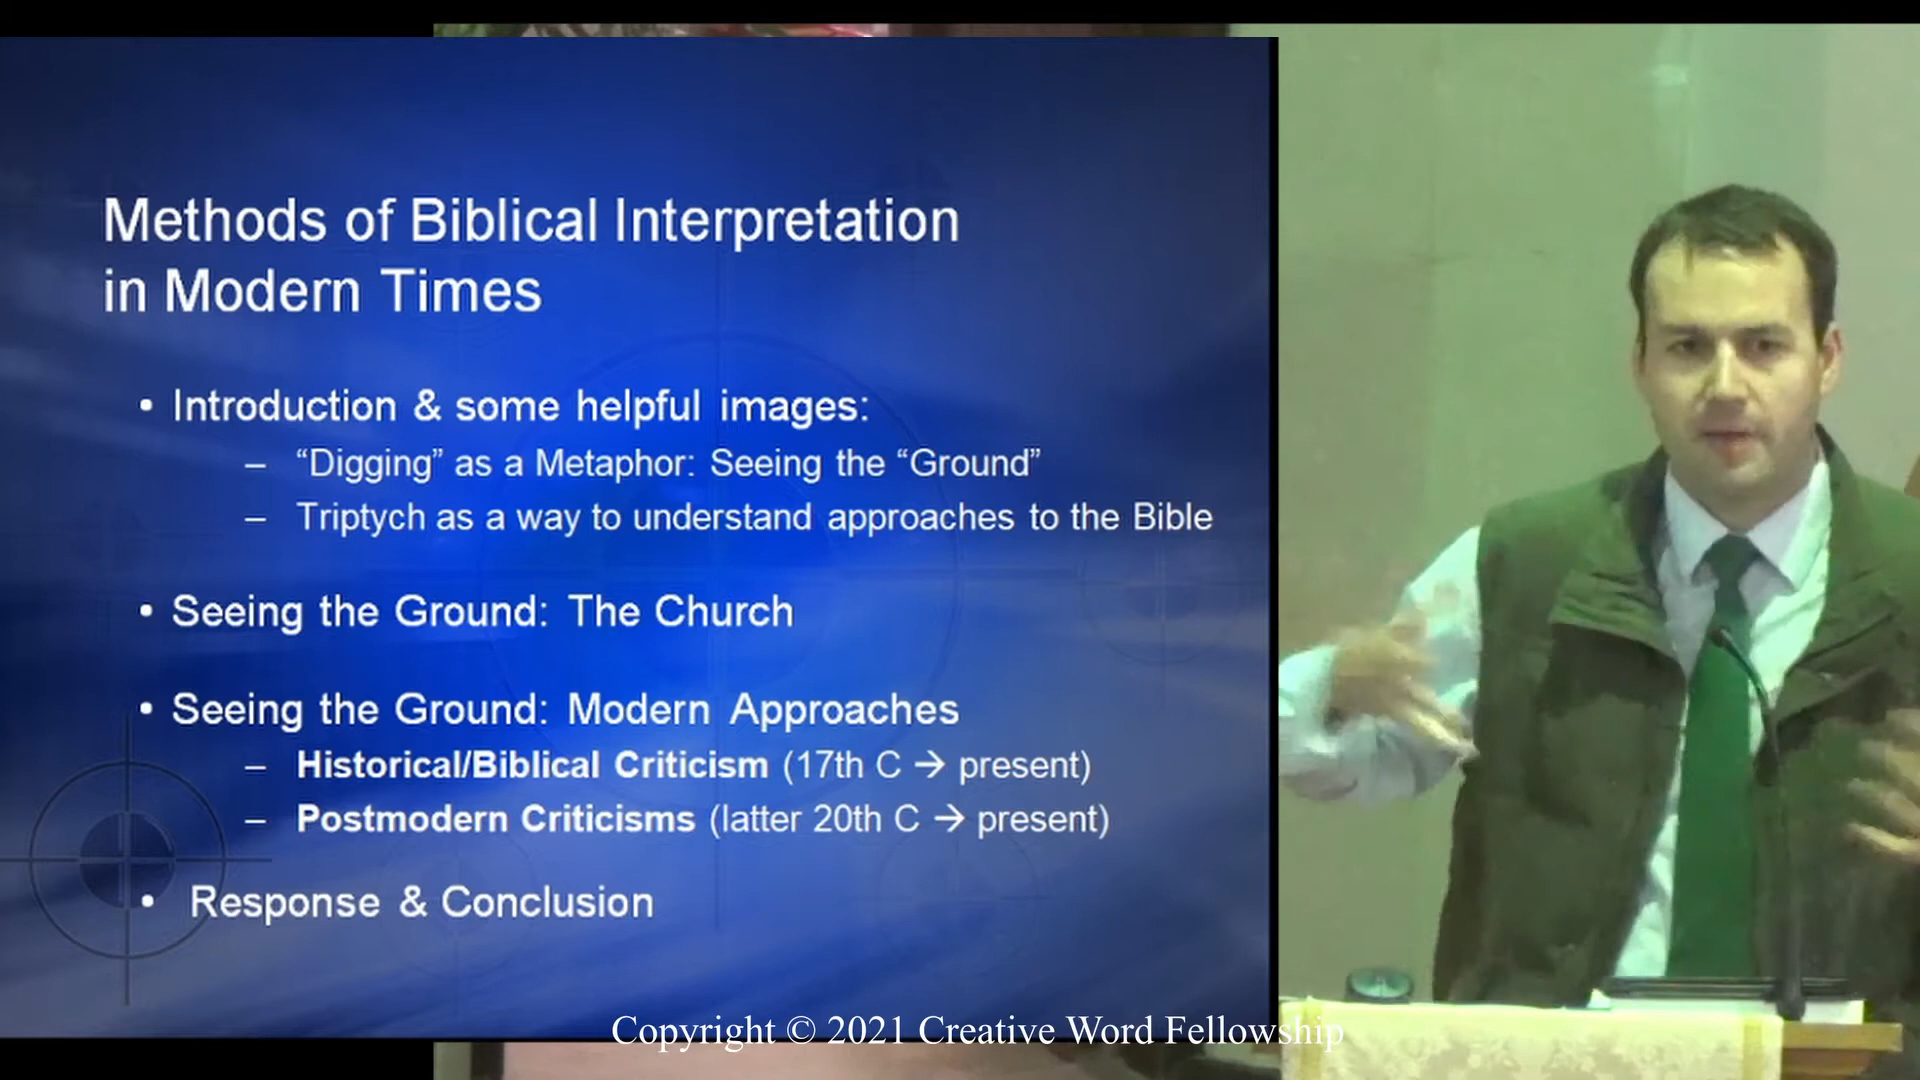 Methods of Biblical Interpretation
in Modern Times
• Introduction & some helpful images:
– “Digging” as a Metaphor: Seeing the “Ground”
– Triptych as a way to understand approaches to the Bible
• Seeing the Ground: The Church
• Seeing the Ground: Modern Approaches
– Historical/Biblical Criticism (17th C → present)
– Postmodern Criticisms (latter 20th C → present)
• Response & Conclusion
Copyright © 2021 Creative Word Fellowship